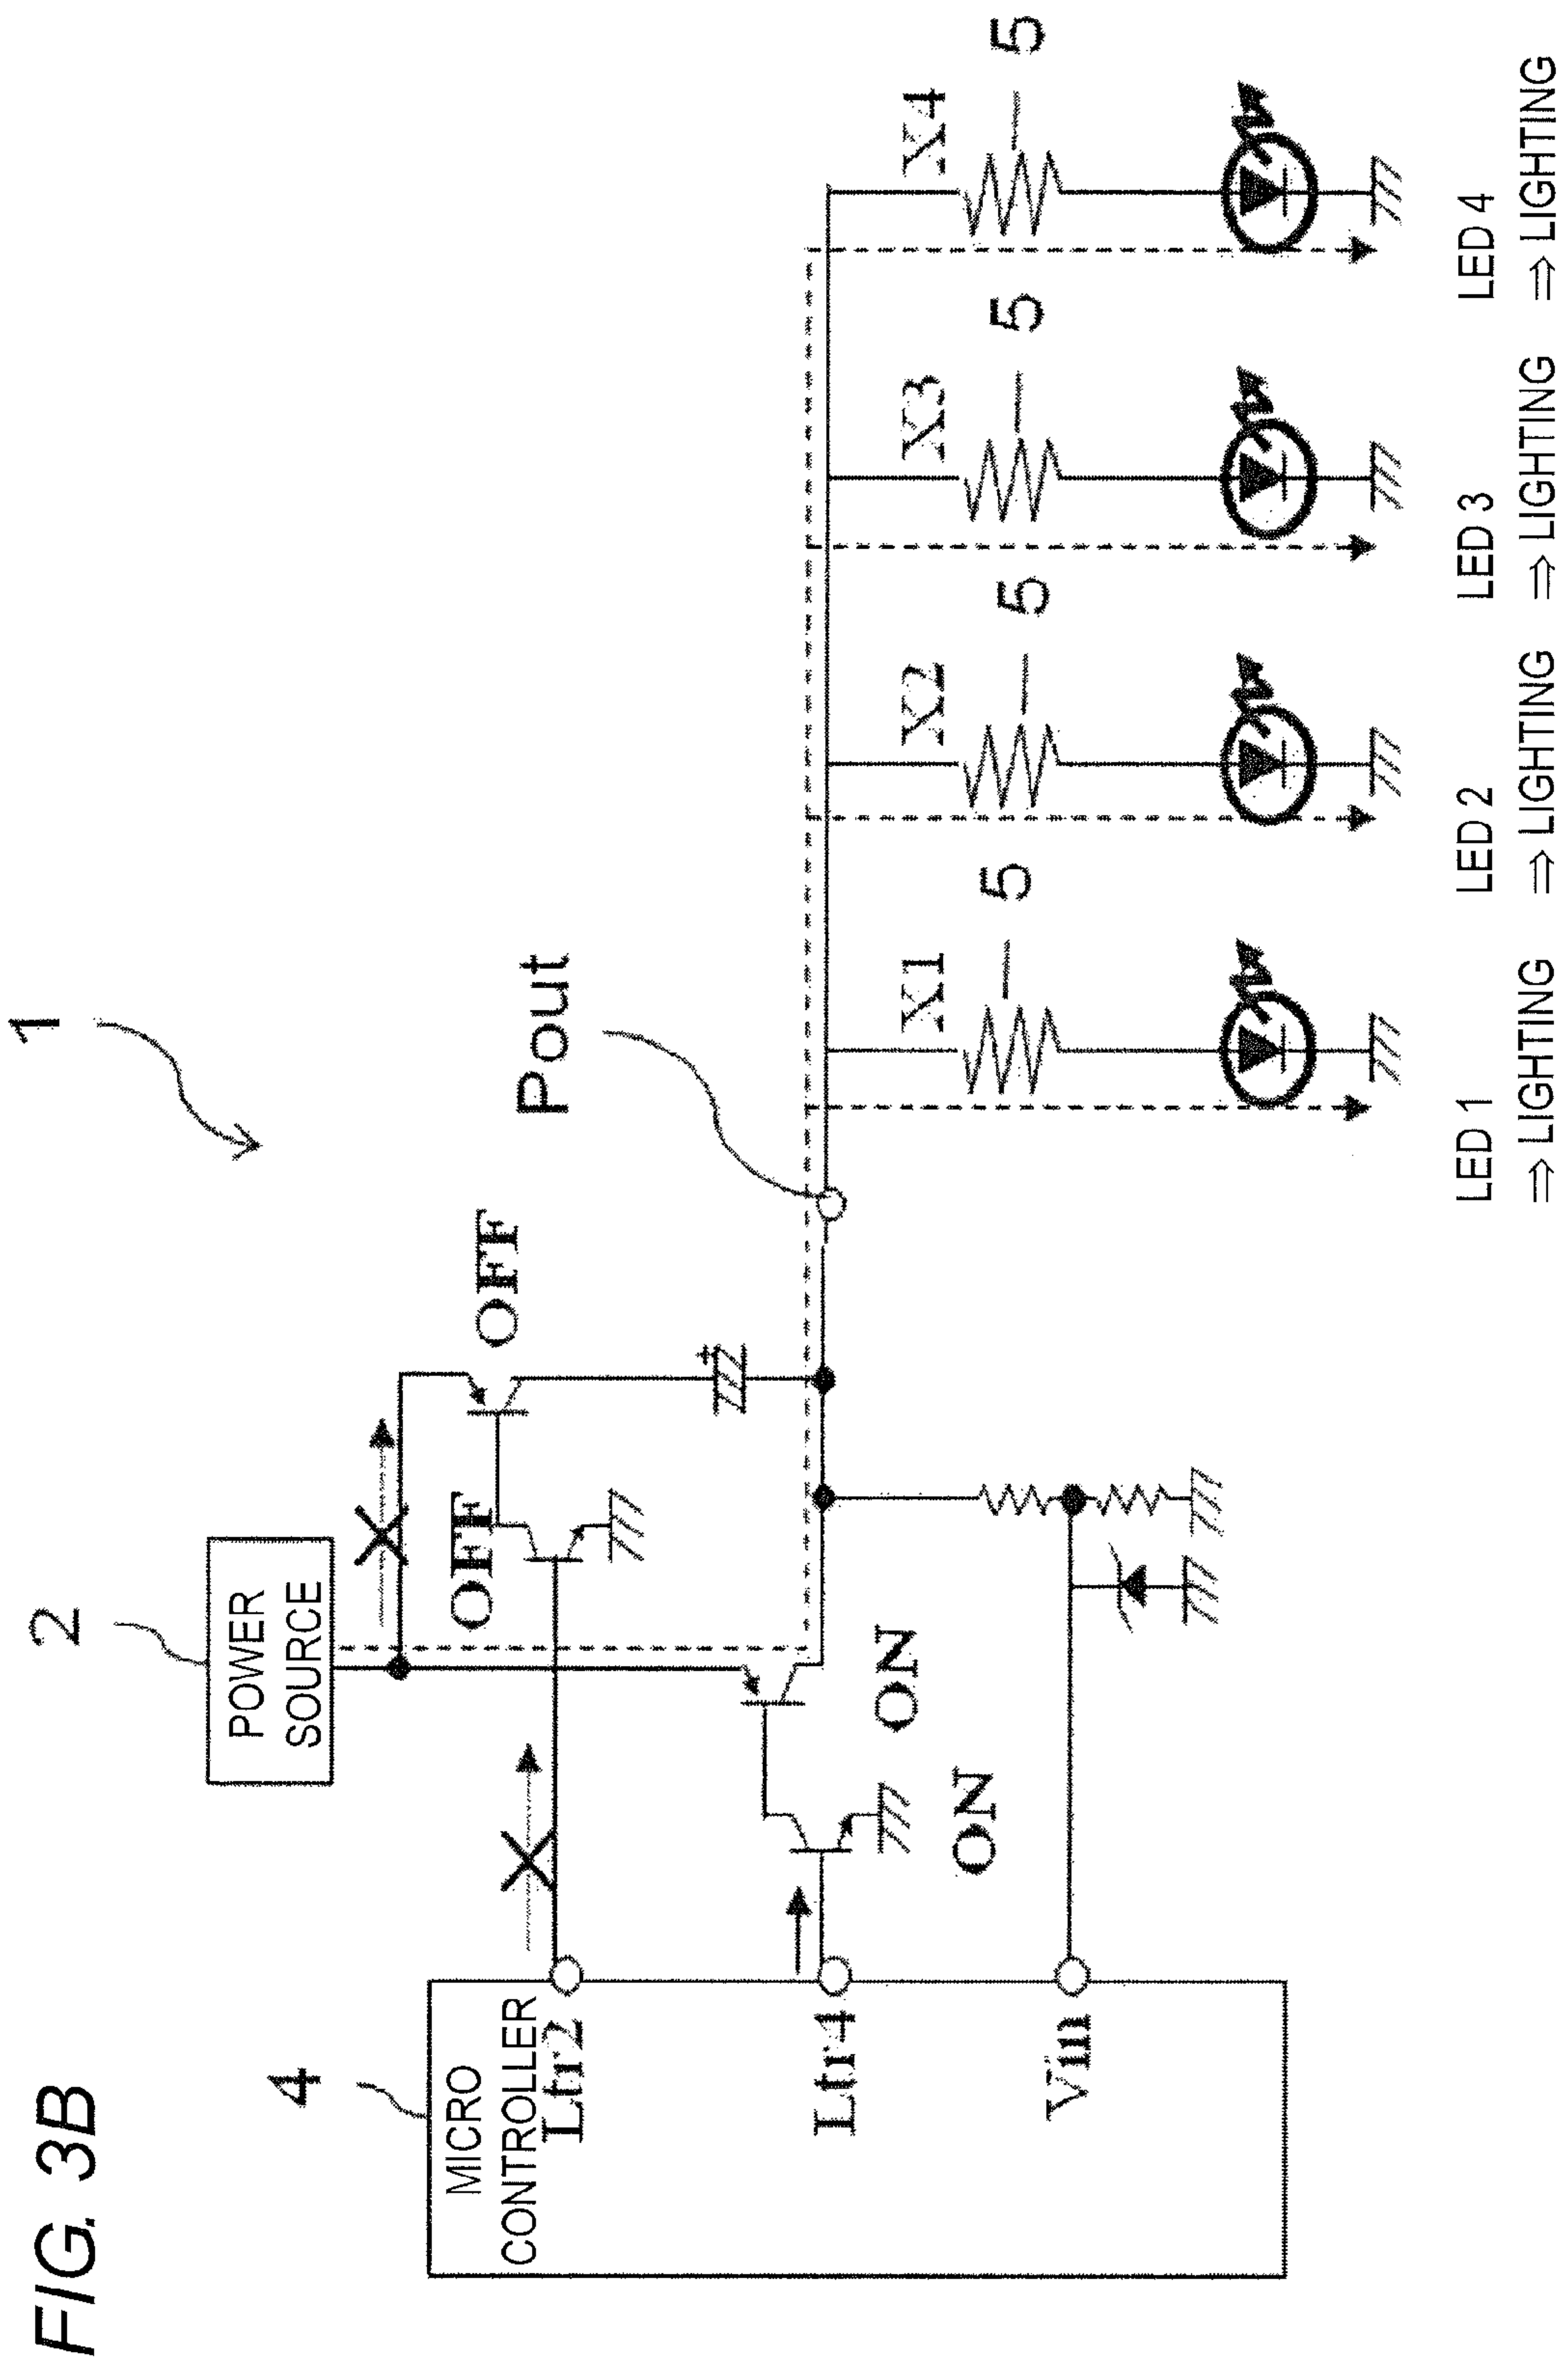 FIG. 3B
1
2
POWER
SOURCE
4
MICRO
CONTROLLER
Ltr2
Ltr4
Vin
OFF
OFF
ON
ON
Pout
X1
5
X2
5
X3
5
X4
5
LED 1
⇒ LIGHTING
LED 2
⇒ LIGHTING
LED 3
⇒ LIGHTING
LED 4
⇒ LIGHTING